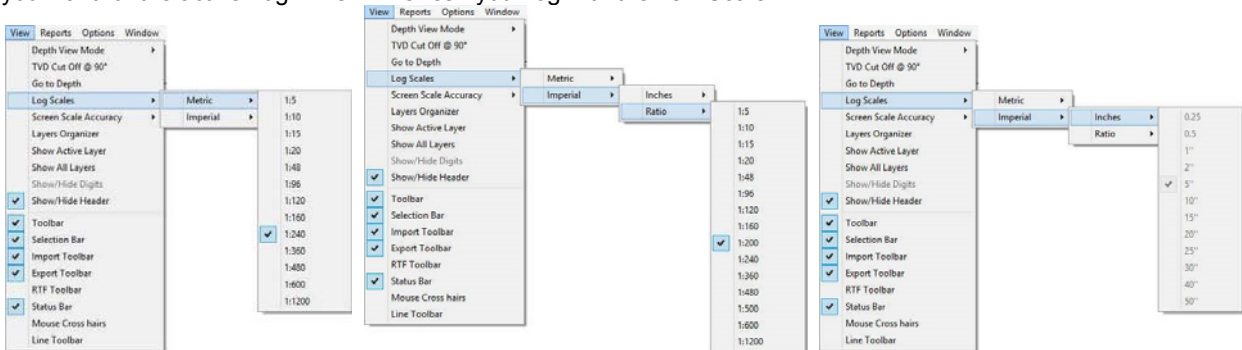 View Reports Options Window
Depth View Mode
TVD Cut Off @ 90°
Go to Depth
Log Scales
Screen Scale Accuracy
Layers Organizer
Show Active Layer
Show All Layers
Show/Hide Digits
Show/Hide Header
Toolbar
Selection Bar
Import Toolbar
Export Toolbar
RTF Toolbar
Status Bar
Mouse Cross hairs
Line Toolbar
Metric
Imperial
1:5
1:10
1:15
1:20
1:48
1:96
1:120
1:160
1:240
1:360
1:480
1:600
1:1200
View Reports Options Window
Depth View Mode
TVD Cut Off @ 90°
Go to Depth
Log Scales
Screen Scale Accuracy
Layers Organizer
Show Active Layer
Show All Layers
Show/Hide Digits
Show/Hide Header
Toolbar
Selection Bar
Import Toolbar
Export Toolbar
RTF Toolbar
Status Bar
Mouse Cross hairs
Line Toolbar
Metric
Imperial
Inches
Ratio
1:5
1:10
1:15
1:20
1:48
1:96
1:120
1:160
1:200
1:240
1:360
1:480
1:500
1:600
1:1200
View Reports Options Window
Depth View Mode
TVD Cut Off @ 90°
Go to Depth
Log Scales
Screen Scale Accuracy
Layers Organizer
Show Active Layer
Show All Layers
Show/Hide Digits
Show/Hide Header
Toolbar
Selection Bar
Import Toolbar
Export Toolbar
RTF Toolbar
Status Bar
Mouse Cross hairs
Line Toolbar
Metric
Imperial
Inches
Ratio
0.25
0.5
1"
2"
5"
10"
15"
20"
25"
30"
40"
50"